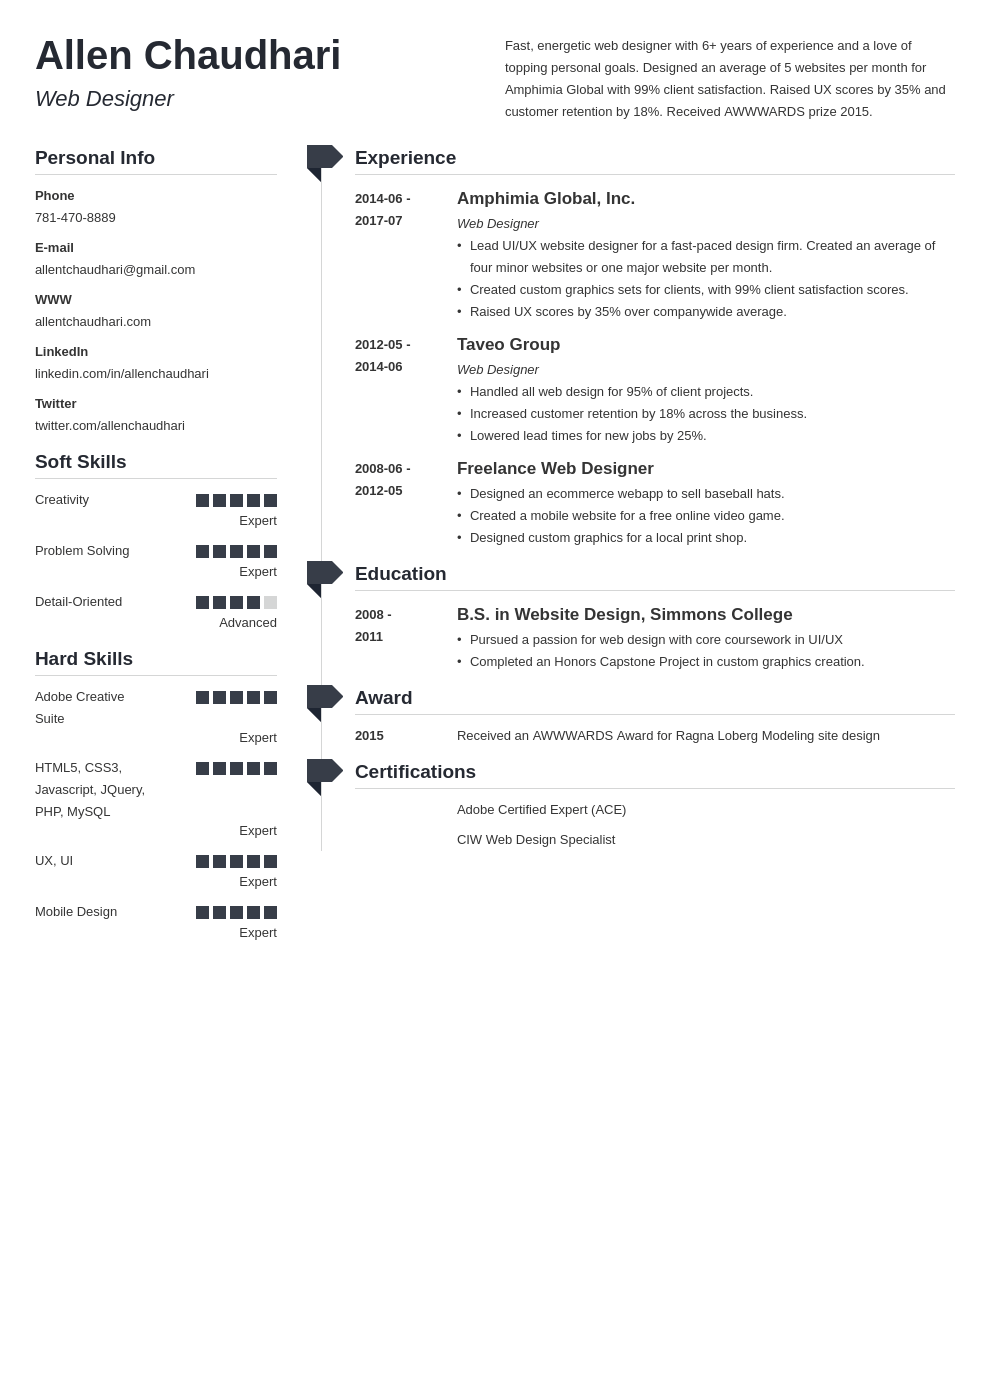 Allen Chaudhari
Web Designer
Fast, energetic web designer with 6+ years of experience and a love of
topping personal goals. Designed an average of 5 websites per month for
Amphimia Global with 99% client satisfaction. Raised UX scores by 35% and
customer retention by 18%. Received AWWWARDS prize 2015.
Personal Info
Phone
781-470-8889
E-mail
allentchaudhari@gmail.com
WWW
allentchaudhari.com
LinkedIn
linkedin.com/in/allenchaudhari
Twitter
twitter.com/allenchaudhari
Soft Skills
Creativity
Expert
Problem Solving
Expert
Detail-Oriented
Advanced
Hard Skills
Adobe Creative
Suite
Expert
HTML5, CSS3,
Javascript, JQuery,
PHP, MySQL
Expert
UX, UI
Expert
Mobile Design
Expert
Experience
2014-06 -
2017-07
Amphimia Global, Inc.
Web Designer
• Lead UI/UX website designer for a fast-paced design firm. Created an average of
four minor websites or one major website per month.
• Created custom graphics sets for clients, with 99% client satisfaction scores.
• Raised UX scores by 35% over companywide average.
2012-05 -
2014-06
Taveo Group
Web Designer
• Handled all web design for 95% of client projects.
• Increased customer retention by 18% across the business.
• Lowered lead times for new jobs by 25%.
2008-06 -
2012-05
Freelance Web Designer
• Designed an ecommerce webapp to sell baseball hats.
• Created a mobile website for a free online video game.
• Designed custom graphics for a local print shop.
Education
2008 -
2011
B.S. in Website Design, Simmons College
• Pursued a passion for web design with core coursework in UI/UX
• Completed an Honors Capstone Project in custom graphics creation.
Award
2015
Received an AWWWARDS Award for Ragna Loberg Modeling site design
Certifications
Adobe Certified Expert (ACE)
CIW Web Design Specialist